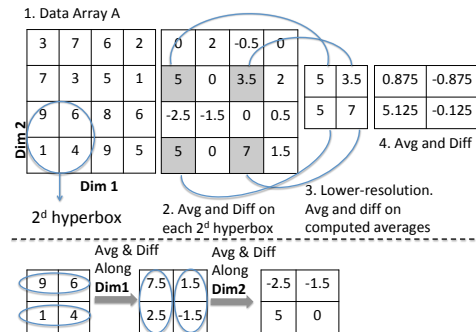 1. Data Array A
3 7 6 2
7 3 5 1
9 6 8 6
1 4 9 5
Dim 2
Dim 1
2ᵈ hyperbox
0 2 -0.5 0
5 0 3.5 2
-2.5 -1.5 0 0.5
5 0 7 1.5
2. Avg and Diff on
each 2ᵈ hyperbox
5 3.5
5 7
3. Lower-resolution.
Avg and diff on
computed averages
0.875 -0.875
5.125 -0.125
4. Avg and Diff
9 6
1 4
Avg & Diff
Along
Dim1
7.5 1.5
2.5 -1.5
Avg & Diff
Along
Dim2
-2.5 -1.5
5 0